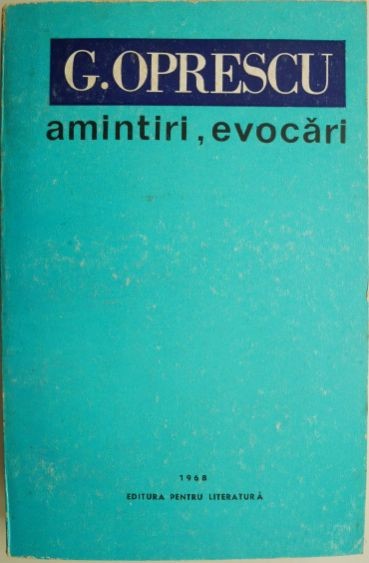 G.OPRESCU
amintiri, evocări
1968
EDITURA PENTRU LITERATURĂ